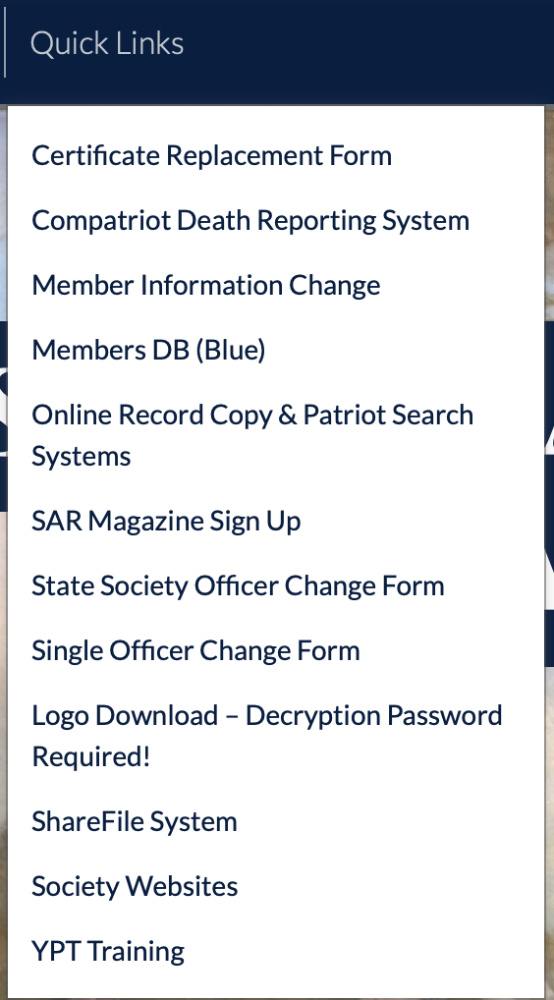 Quick Links
Certificate Replacement Form
Compatriot Death Reporting System
Member Information Change
Members DB (Blue)
Online Record Copy & Patriot Search
Systems
SAR Magazine Sign Up
State Society Officer Change Form
Single Officer Change Form
Logo Download – Decryption Password
Required!
ShareFile System
Society Websites
YPT Training